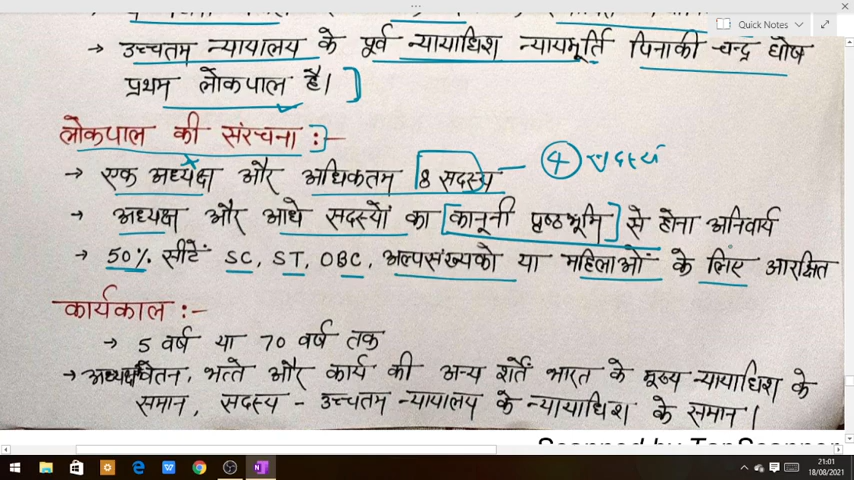 Quick Notes
→ उच्चतम न्यायालय के पूर्व न्यायाधिश न्यायमूर्ति पिनाकी चन्द्र घोष
प्रथम लोकपाल है।
लोकपाल की संरचना :-
→ एक अध्यक्ष और अधिकतम 8 सदस्य - 4 सदस्य
→ अध्यक्ष और आधे सदस्यों का कानूनी पृष्ठभूमि से होना अनिवार्य
→ 50% सीटें SC, ST, OBC, अल्पसंख्यको या महिलाओं के लिए आरक्षित
कार्यकाल :-
→ 5 वर्ष या 70 वर्ष तक
→ अध्यक्ष वेतन, भत्ते और कार्य की अन्य शर्तें भारत के मुख्य न्यायाधिश के
समान, सदस्य - उच्चतम न्यायालय के न्यायाधिश के समान।
21:01
18/08/2021